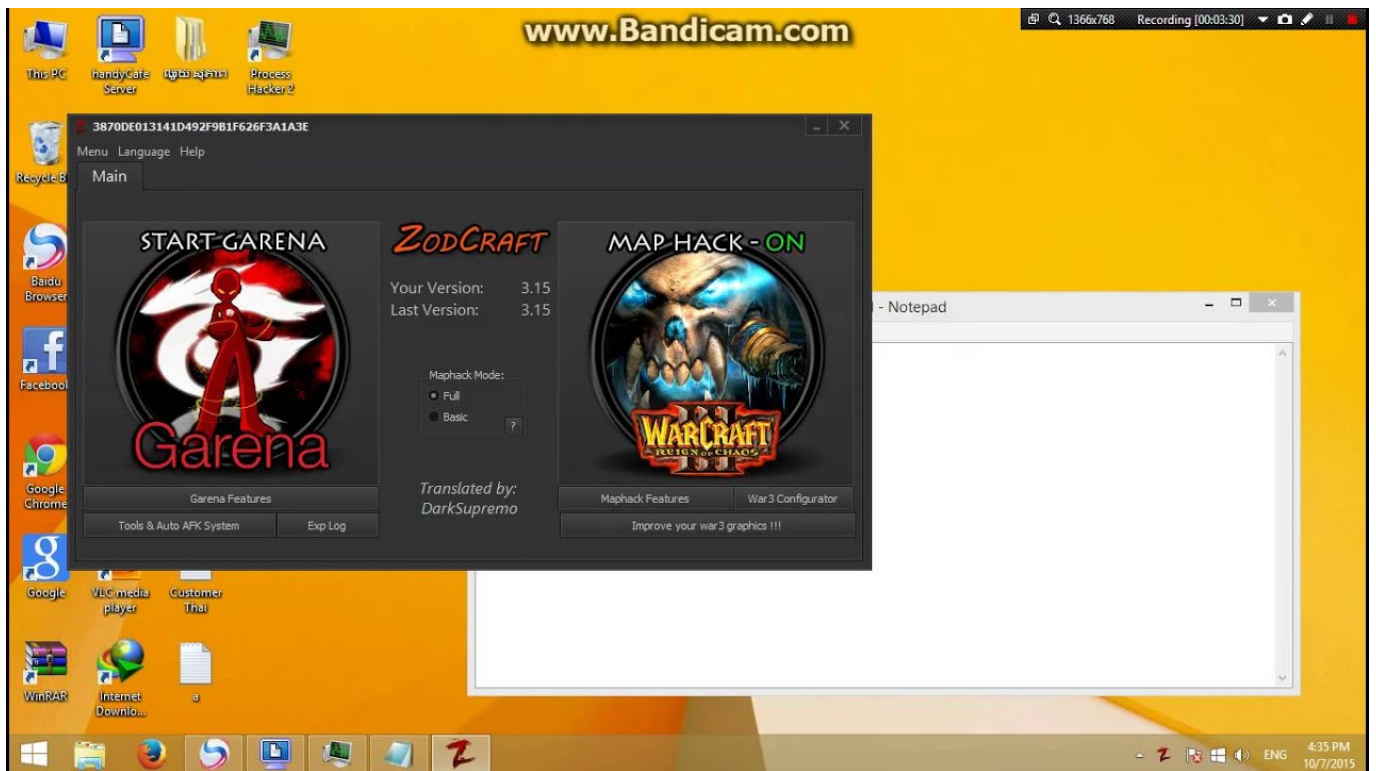 www.Bandicam.com
1366x768 Recording [00:03:30]
This PC
handyCafe Server
Process Hacker 2
3870DE013141D492F9B1F626F3A1A3E
Menu Language Help
Main
Recycle B
START GARENA
Garena
Garena Features
Tools & Auto AFK System
Exp Log
ZODCRAFT
Your Version: 3.15
Last Version: 3.15
Maphack Mode:
Full
Basic
?
Translated by:
DarkSupremo
MAP HACK - ON
WARCRAFT
III
REIGN OF CHAOS
Maphack Features
War3 Configurator
Improve your war3 graphics !!!
- Notepad
Baidu
Browser
Facebook
Google
Chrome
Google
VLC media
player
Customer
Thai
WinRAR
Internet
Downlo...
a
ENG
4:35 PM
10/7/2015